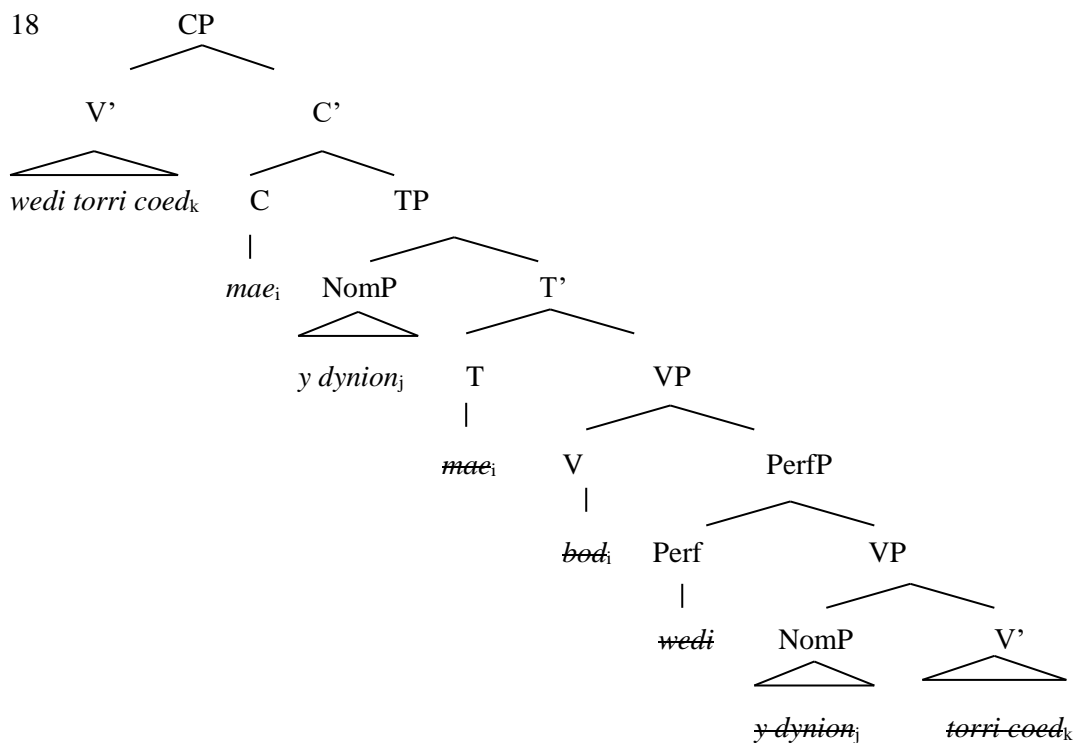 18 CP
V’ C’
wedi torri coedk C TP
maei NomP T’
y dynionj T VP
maei V PerfP
bodi Perf VP
wedi NomP V’
y dynionj torri coedk